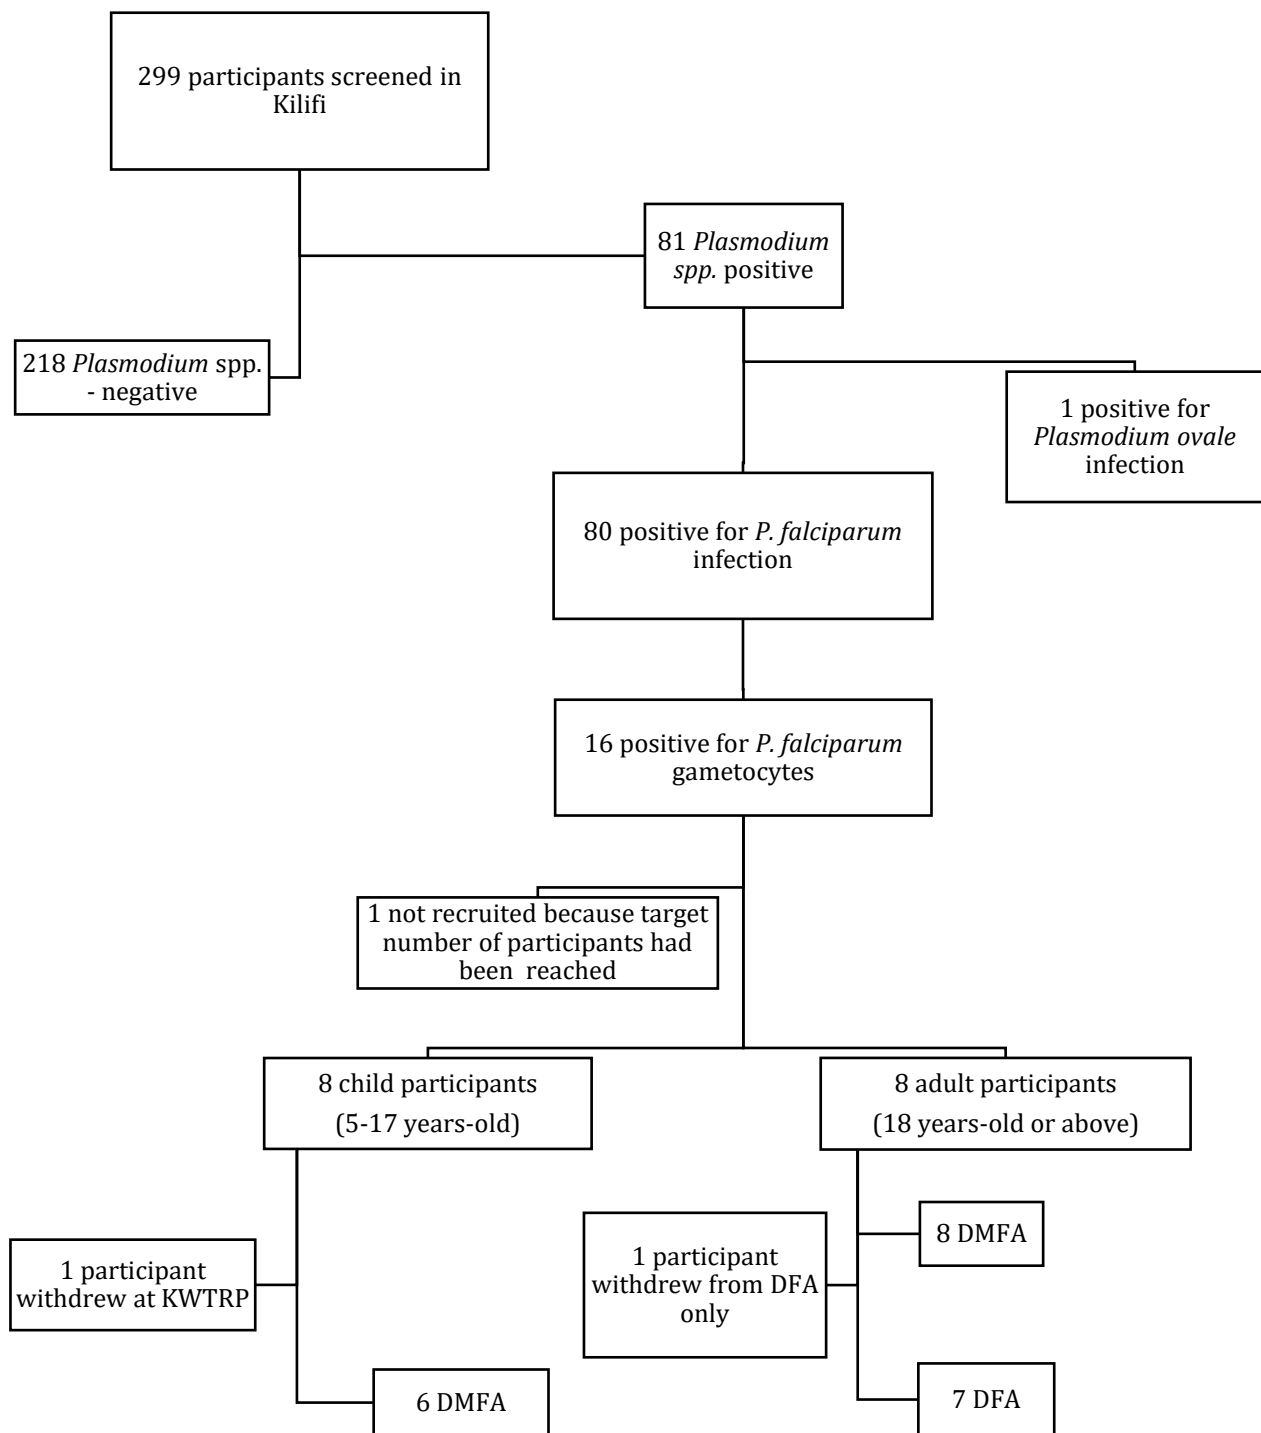 299 participants screened in
Kilifi
81 Plasmodium
spp. positive
218 Plasmodium spp.
- negative
1 positive for
Plasmodium ovale
infection
80 positive for P. falciparum
infection
16 positive for P. falciparum
gametocytes
1 not recruited because target
number of participants had
been  reached
8 child participants
(5-17 years-old)
8 adult participants
(18 years-old or above)
8 DMFA
1 participant
withdrew at KWTRP
1 participant
withdrew from DFA
only
6 DMFA
7 DFA